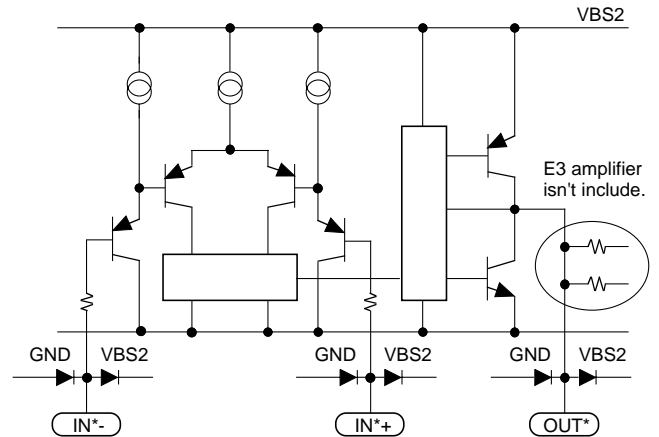 VBS2
E3 amplifier
isn't include.
GND VBS2
GND VBS2
GND VBS2
IN*-
IN*+
OUT*